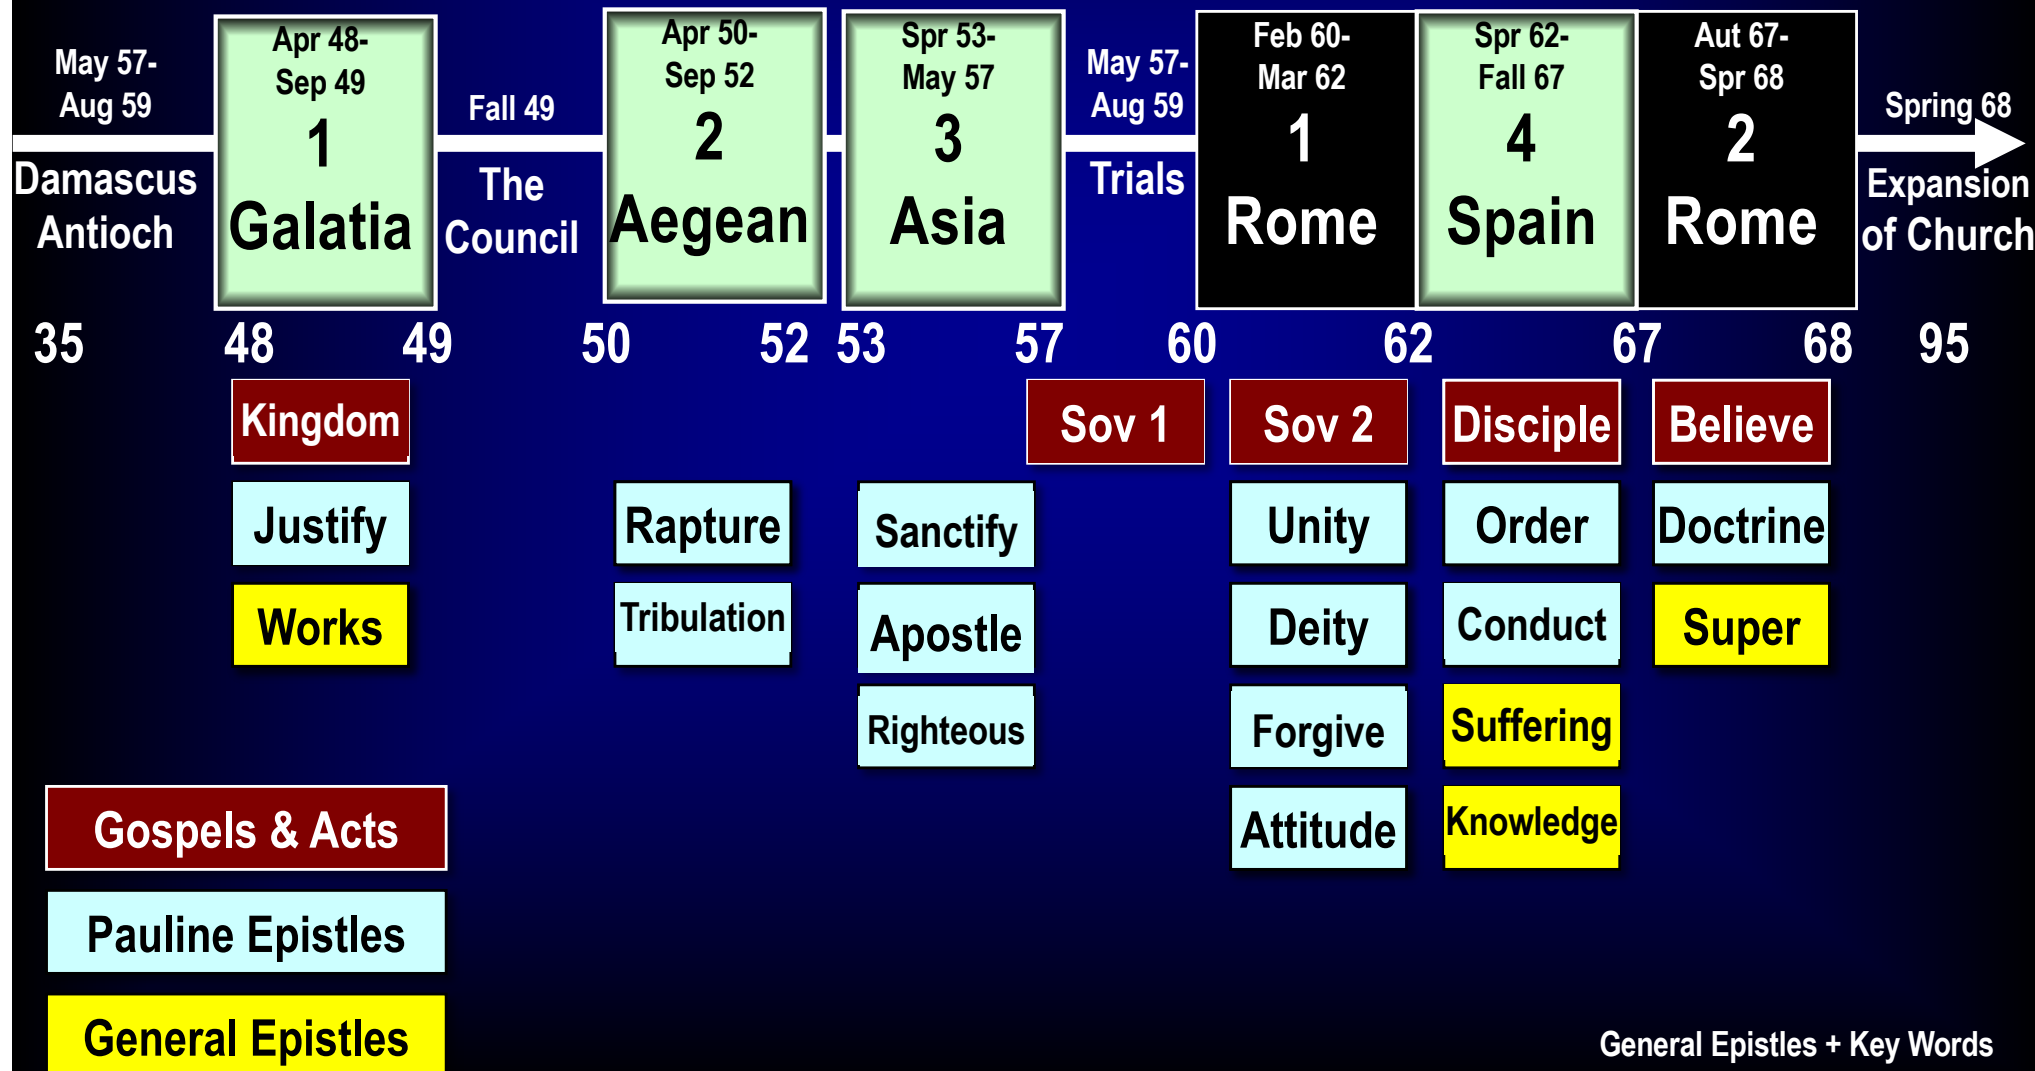 May 57-
Aug 59
Damascus
Antioch
Apr 48-
Sep 49
1
Galatia
Fall 49
The
Council
Apr 50-
Sep 52
2
Aegean
Spr 53-
May 57
3
Asia
May 57-
Aug 59
Trials
Feb 60-
Mar 62
1
Rome
Spr 62-
Fall 67
4
Spain
Aut 67-
Spr 68
2
Rome
Spring 68
Expansion
of Church
35 48 49 50 52 53 57 60 62 67 68 95
Kingdom Sov 1 Sov 2 Disciple Believe
Justify Rapture Sanctify Unity Order Doctrine
Works Tribulation Apostle Deity Conduct Super
Righteous Forgive Suffering
Attitude Knowledge
Gospels & Acts
Pauline Epistles
General Epistles
General Epistles + Key Words